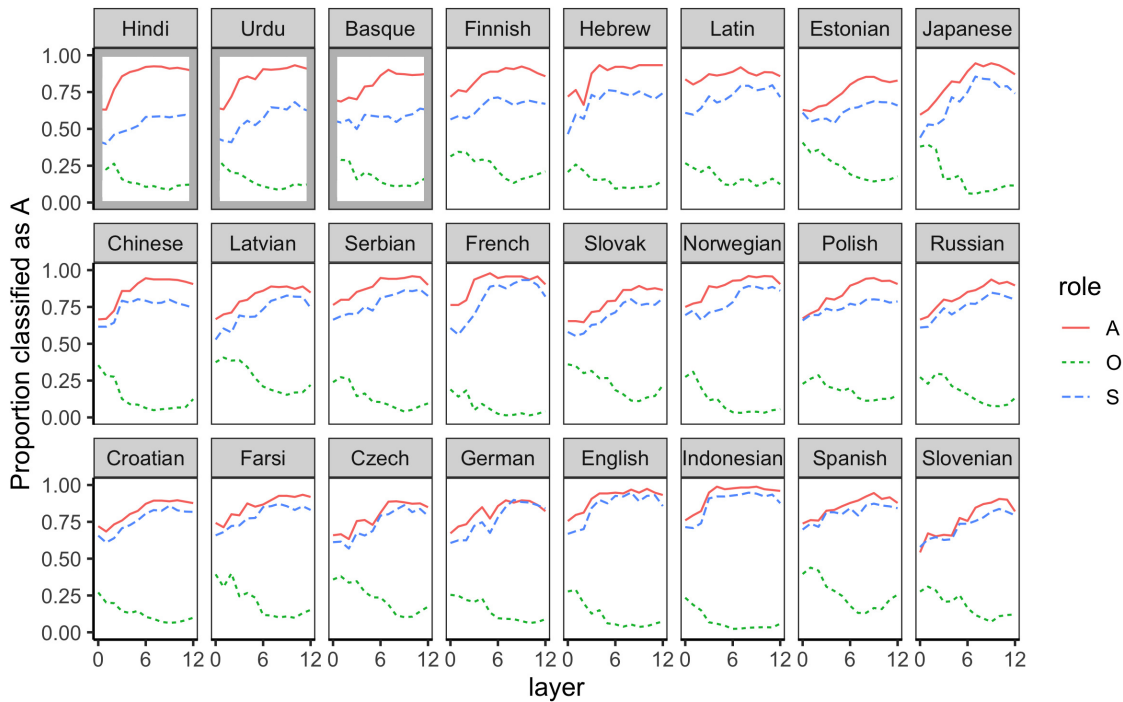 Hindi Urdu Basque Finnish Hebrew Latin Estonian Japanese
1.00
0.75
0.50
0.25
0.00
Chinese Latvian Serbian French Slovak Norwegian Polish Russian
1.00
0.75
0.50
0.25
0.00
Croatian Farsi Czech German English Indonesian Spanish Slovenian
1.00
0.75
0.50
0.25
0.00
0 6 12 0 6 12 0 6 12 0 6 12 0 6 12 0 6 12 0 6 12 0 6 12
layer
Proportion classified as A
role
A
O
S